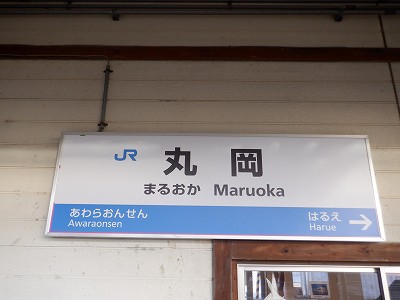 JR 丸岡
まるおか Maruoka
あわらおんせん はるえ →
Awaraonsen Harue